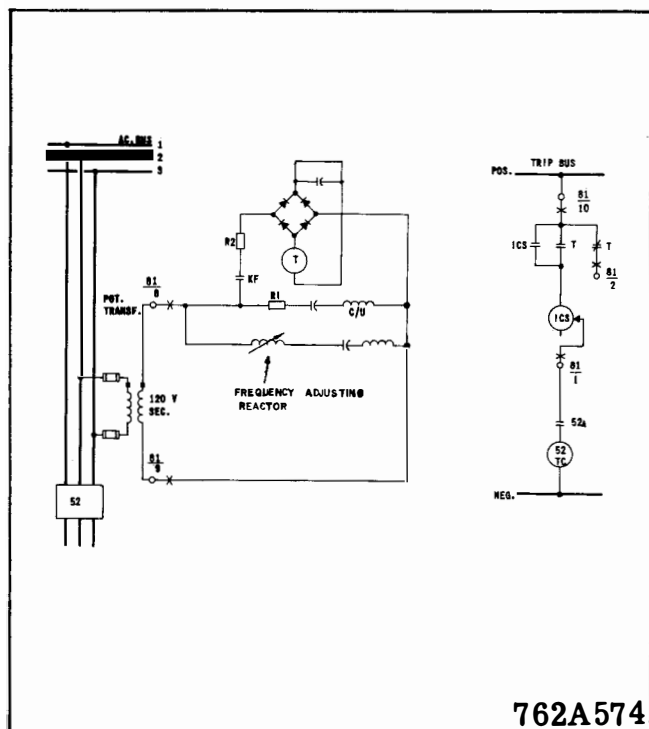 AC. BUS
1
2
3
R2
T
KF
81
8
POT.
TRANSF.
R1
C/U
FREQUENCY ADJUSTING
REACTOR
120 V
SEC.
81
9
52
TRIP BUS
POS.
81
10
ICS
T
T
81
2
ICS
81
1
52a
52
TC
NEG.
762A574